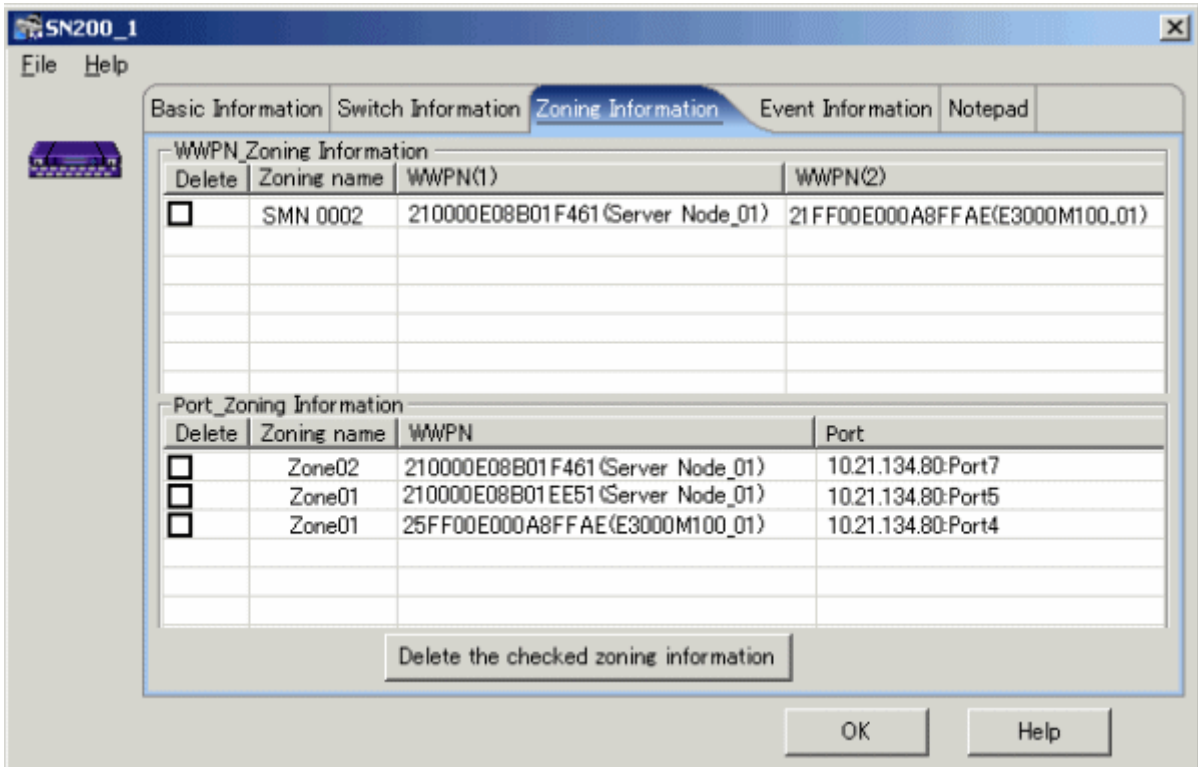 SN200_1
File Help
Basic Information Switch Information Zoning Information Event Information Notepad
WWPN_Zoning Information
Delete Zoning name WWPN(1) WWPN(2)
SMN 0002 210000E08B01F461(Server Node_01) 21FF00E000A8FFAE(E3000M100_01)
Port_Zoning Information
Delete Zoning name WWPN Port
Zone02 210000E08B01F461(Server Node_01) 10.21.134.80:Port7
Zone01 210000E08B01EE51(Server Node_01) 10.21.134.80:Port5
Zone01 25FF00E000A8FFAE(E3000M100_01) 10.21.134.80:Port4
Delete the checked zoning information
OK Help